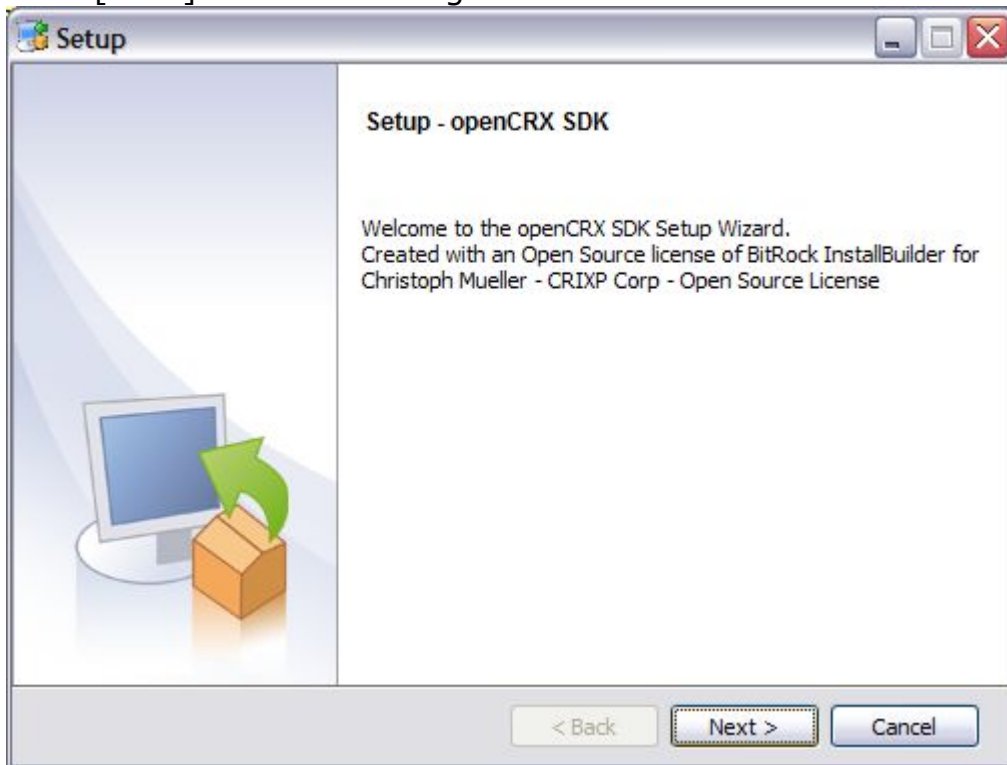 Setup
Setup - openCRX SDK
Welcome to the openCRX SDK Setup Wizard.
Created with an Open Source license of BitRock InstallBuilder for
Christoph Mueller - CRIXP Corp - Open Source License
< Back
Next >
Cancel